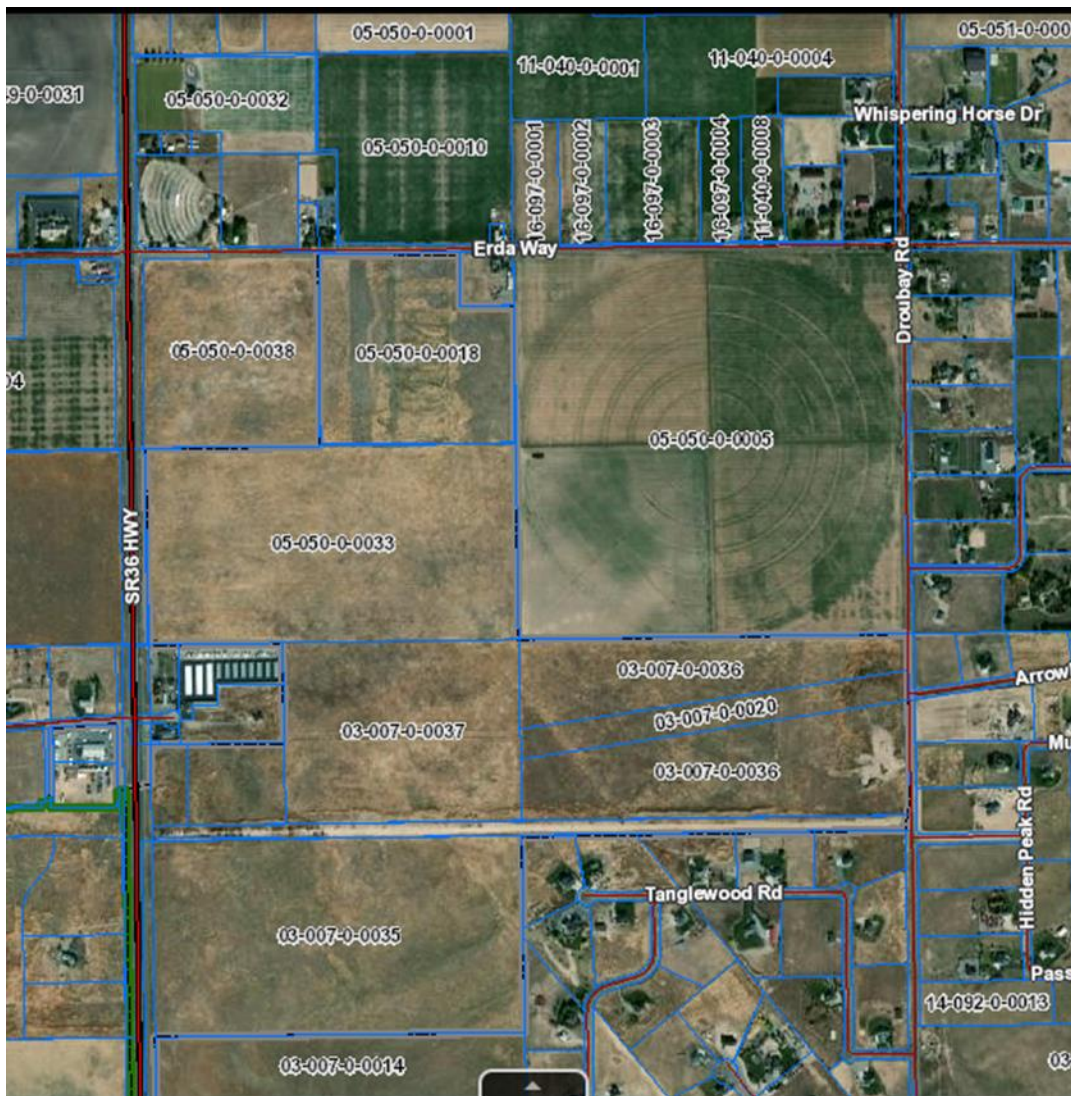 05-050-0-0001
05-051-0-000
11-040-0-0001
11-040-0-0004
9-0-0031
05-050-0-0032
Whispering Horse Dr
05-050-0-0010
16-097-0-0001
16-097-0-0002
16-097-0-0003
16-097-0-0004
11-040-0-0008
Erda Way
Droubay Rd
05-050-0-0038
05-050-0-0018
04
05-050-0-0005
05-050-0-0033
SR36 HWY
03-007-0-0036
Arrow
03-007-0-0020
03-007-0-0037
Mu
03-007-0-0036
Hidden Peak Rd
Tanglewood Rd
03-007-0-0035
Pass
14-092-0-0013
03-007-0-0014
03